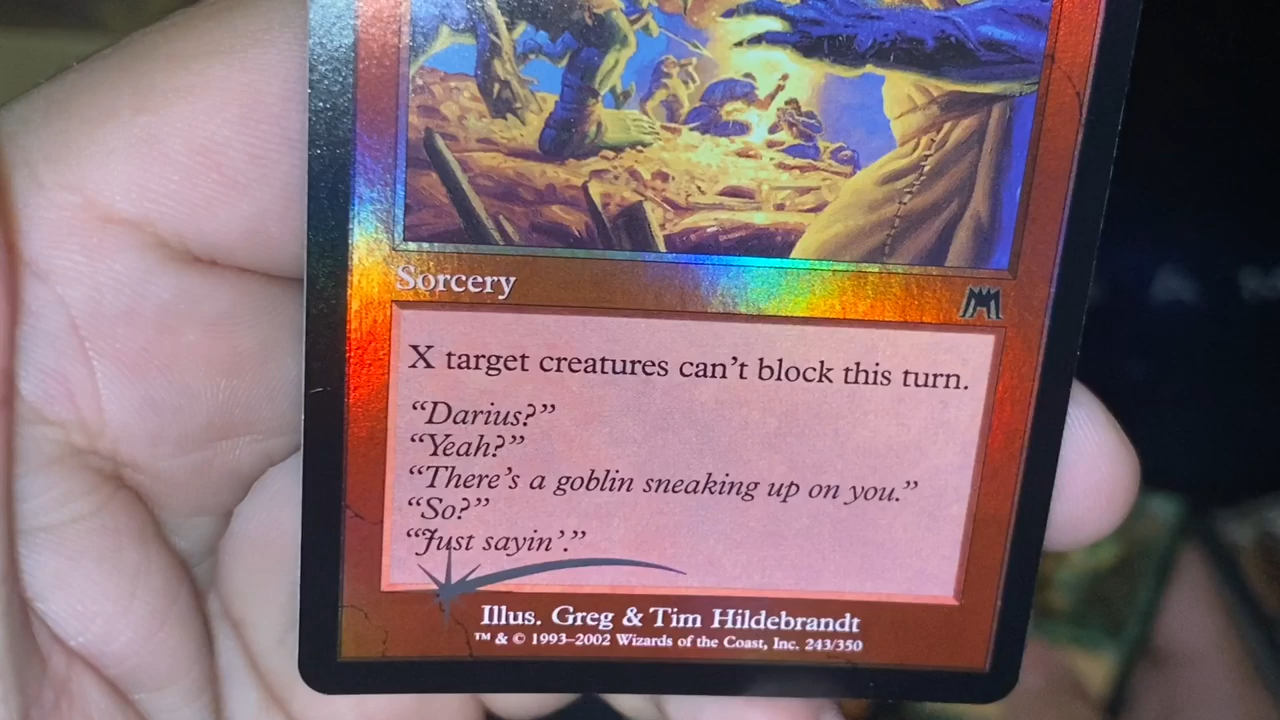 Sorcery
X target creatures can't block this turn.
“Darius?”
“Yeah?”
“There's a goblin sneaking up on you.”
“So?”
“Just sayin'.”
Illus. Greg & Tim Hildebrandt
™ & © 1993–2002 Wizards of the Coast, Inc. 243/350